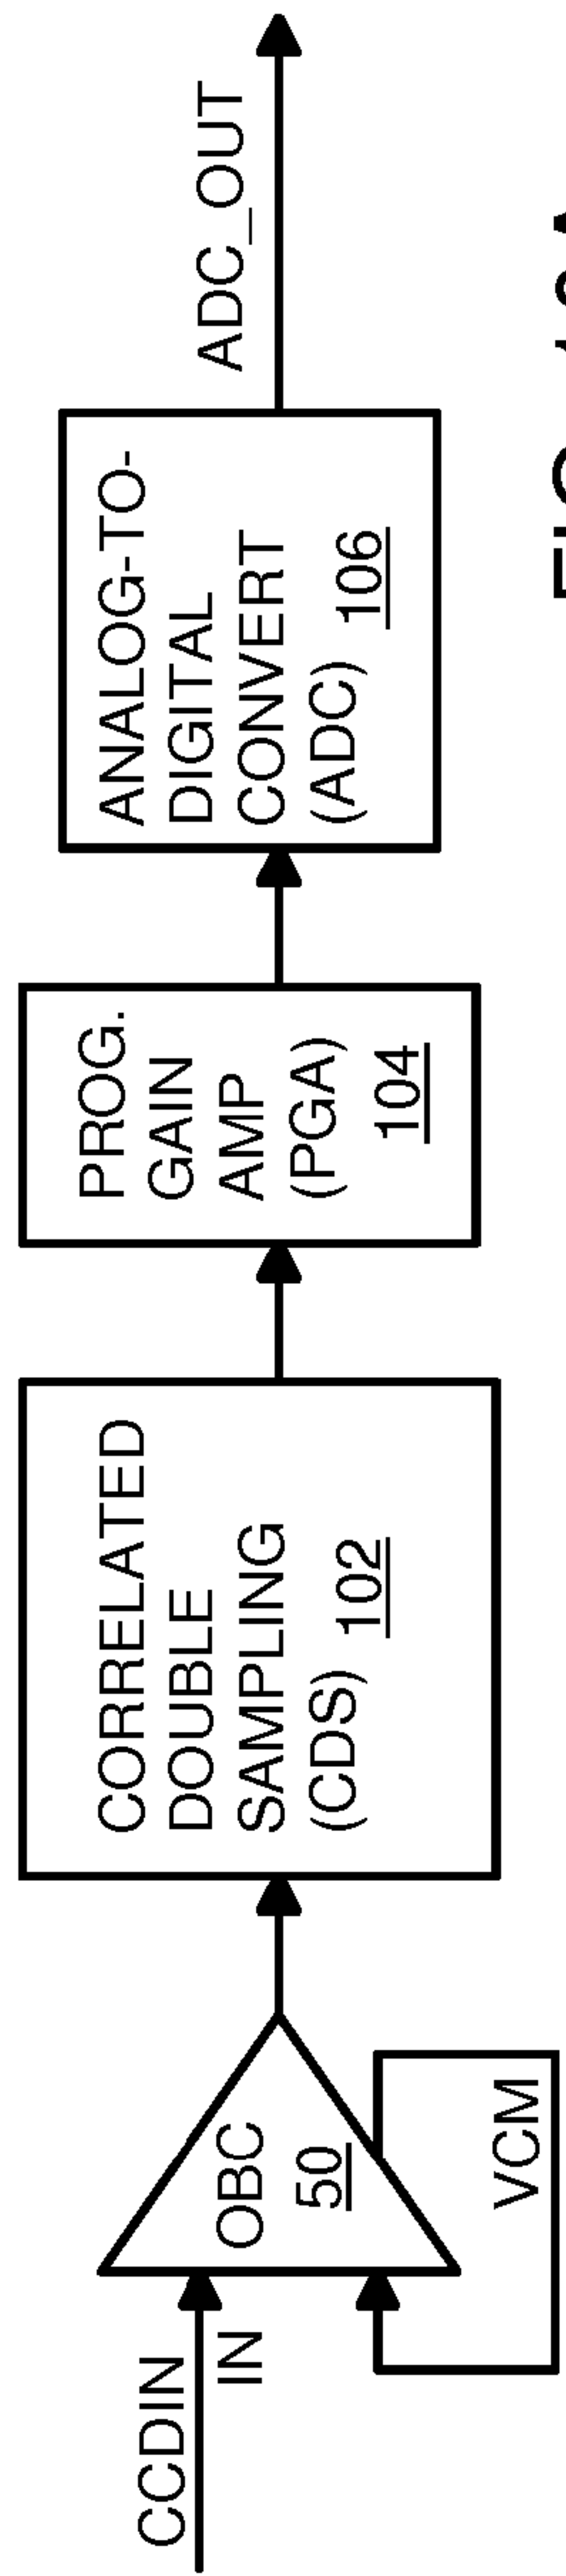 CCDIN
IN
OBC
50
VCM
CORRELATED
DOUBLE
SAMPLING
(CDS) 102
PROG.
GAIN
AMP
(PGA)
104
ANALOG-TO-
DIGITAL
CONVERT
(ADC) 106
ADC_OUT